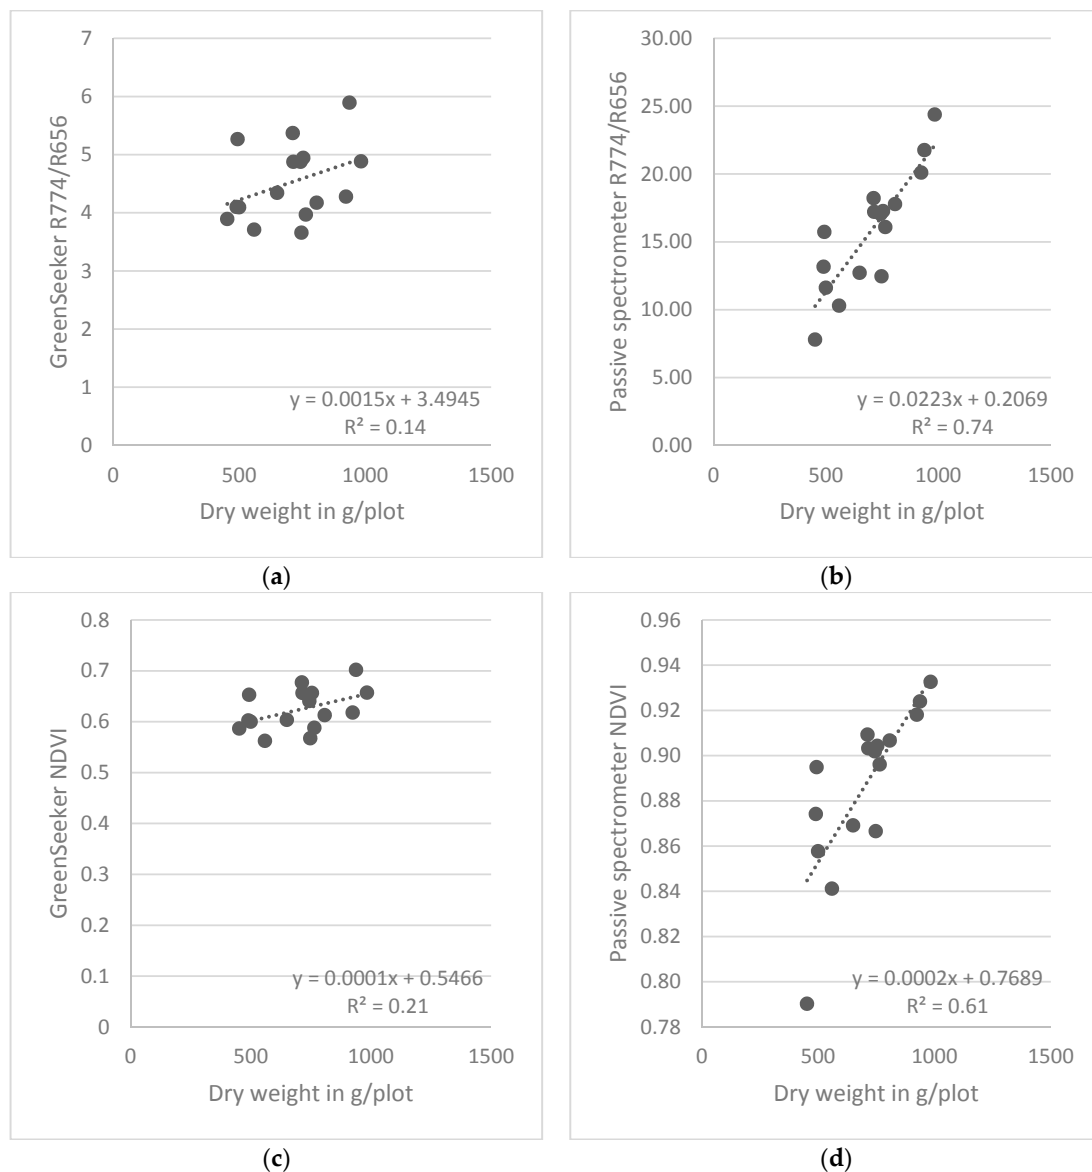 7
6
5
4
3
2
1
0
GreenSeeker R774/R656
y = 0.0015x + 3.4945
R² = 0.14
0 500 1000 1500
Dry weight in g/plot
(a)
30.00
25.00
20.00
15.00
10.00
5.00
0.00
Passive spectrometer R774/R656
y = 0.0223x + 0.2069
R² = 0.74
0 500 1000 1500
Dry weight in g/plot
(b)
0.8
0.7
0.6
0.5
0.4
0.3
0.2
0.1
0
GreenSeeker NDVI
y = 0.0001x + 0.5466
R² = 0.21
0 500 1000 1500
Dry weight in g/plot
(c)
0.96
0.94
0.92
0.90
0.88
0.86
0.84
0.82
0.80
0.78
Passive spectrometer NDVI
y = 0.0002x + 0.7689
R² = 0.61
0 500 1000 1500
Dry weight in g/plot
(d)